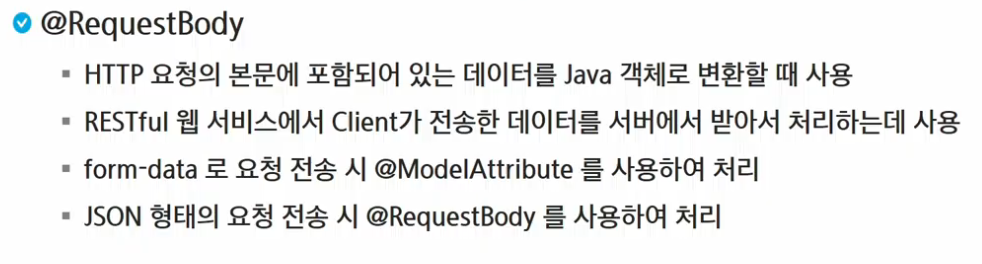 @RequestBody
HTTP 요청의 본문에 포함되어 있는 데이터를 Java 객체로 변환할 때 사용
RESTful 웹 서비스에서 Client가 전송한 데이터를 서버에서 받아서 처리하는데 사용
form-data 로 요청 전송 시 @ModelAttribute 를 사용하여 처리
JSON 형태의 요청 전송 시 @RequestBody 를 사용하여 처리